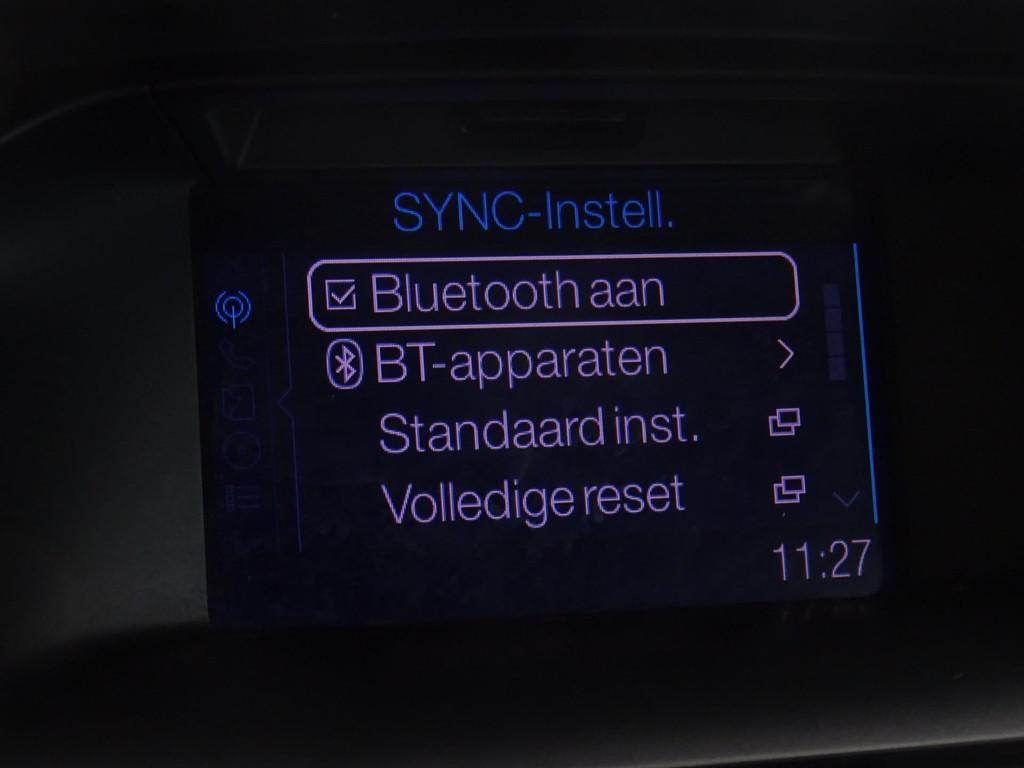 SYNC-Instell.
Bluetooth aan
BT-apparaten
Standaard inst.
Volledige reset
11:27